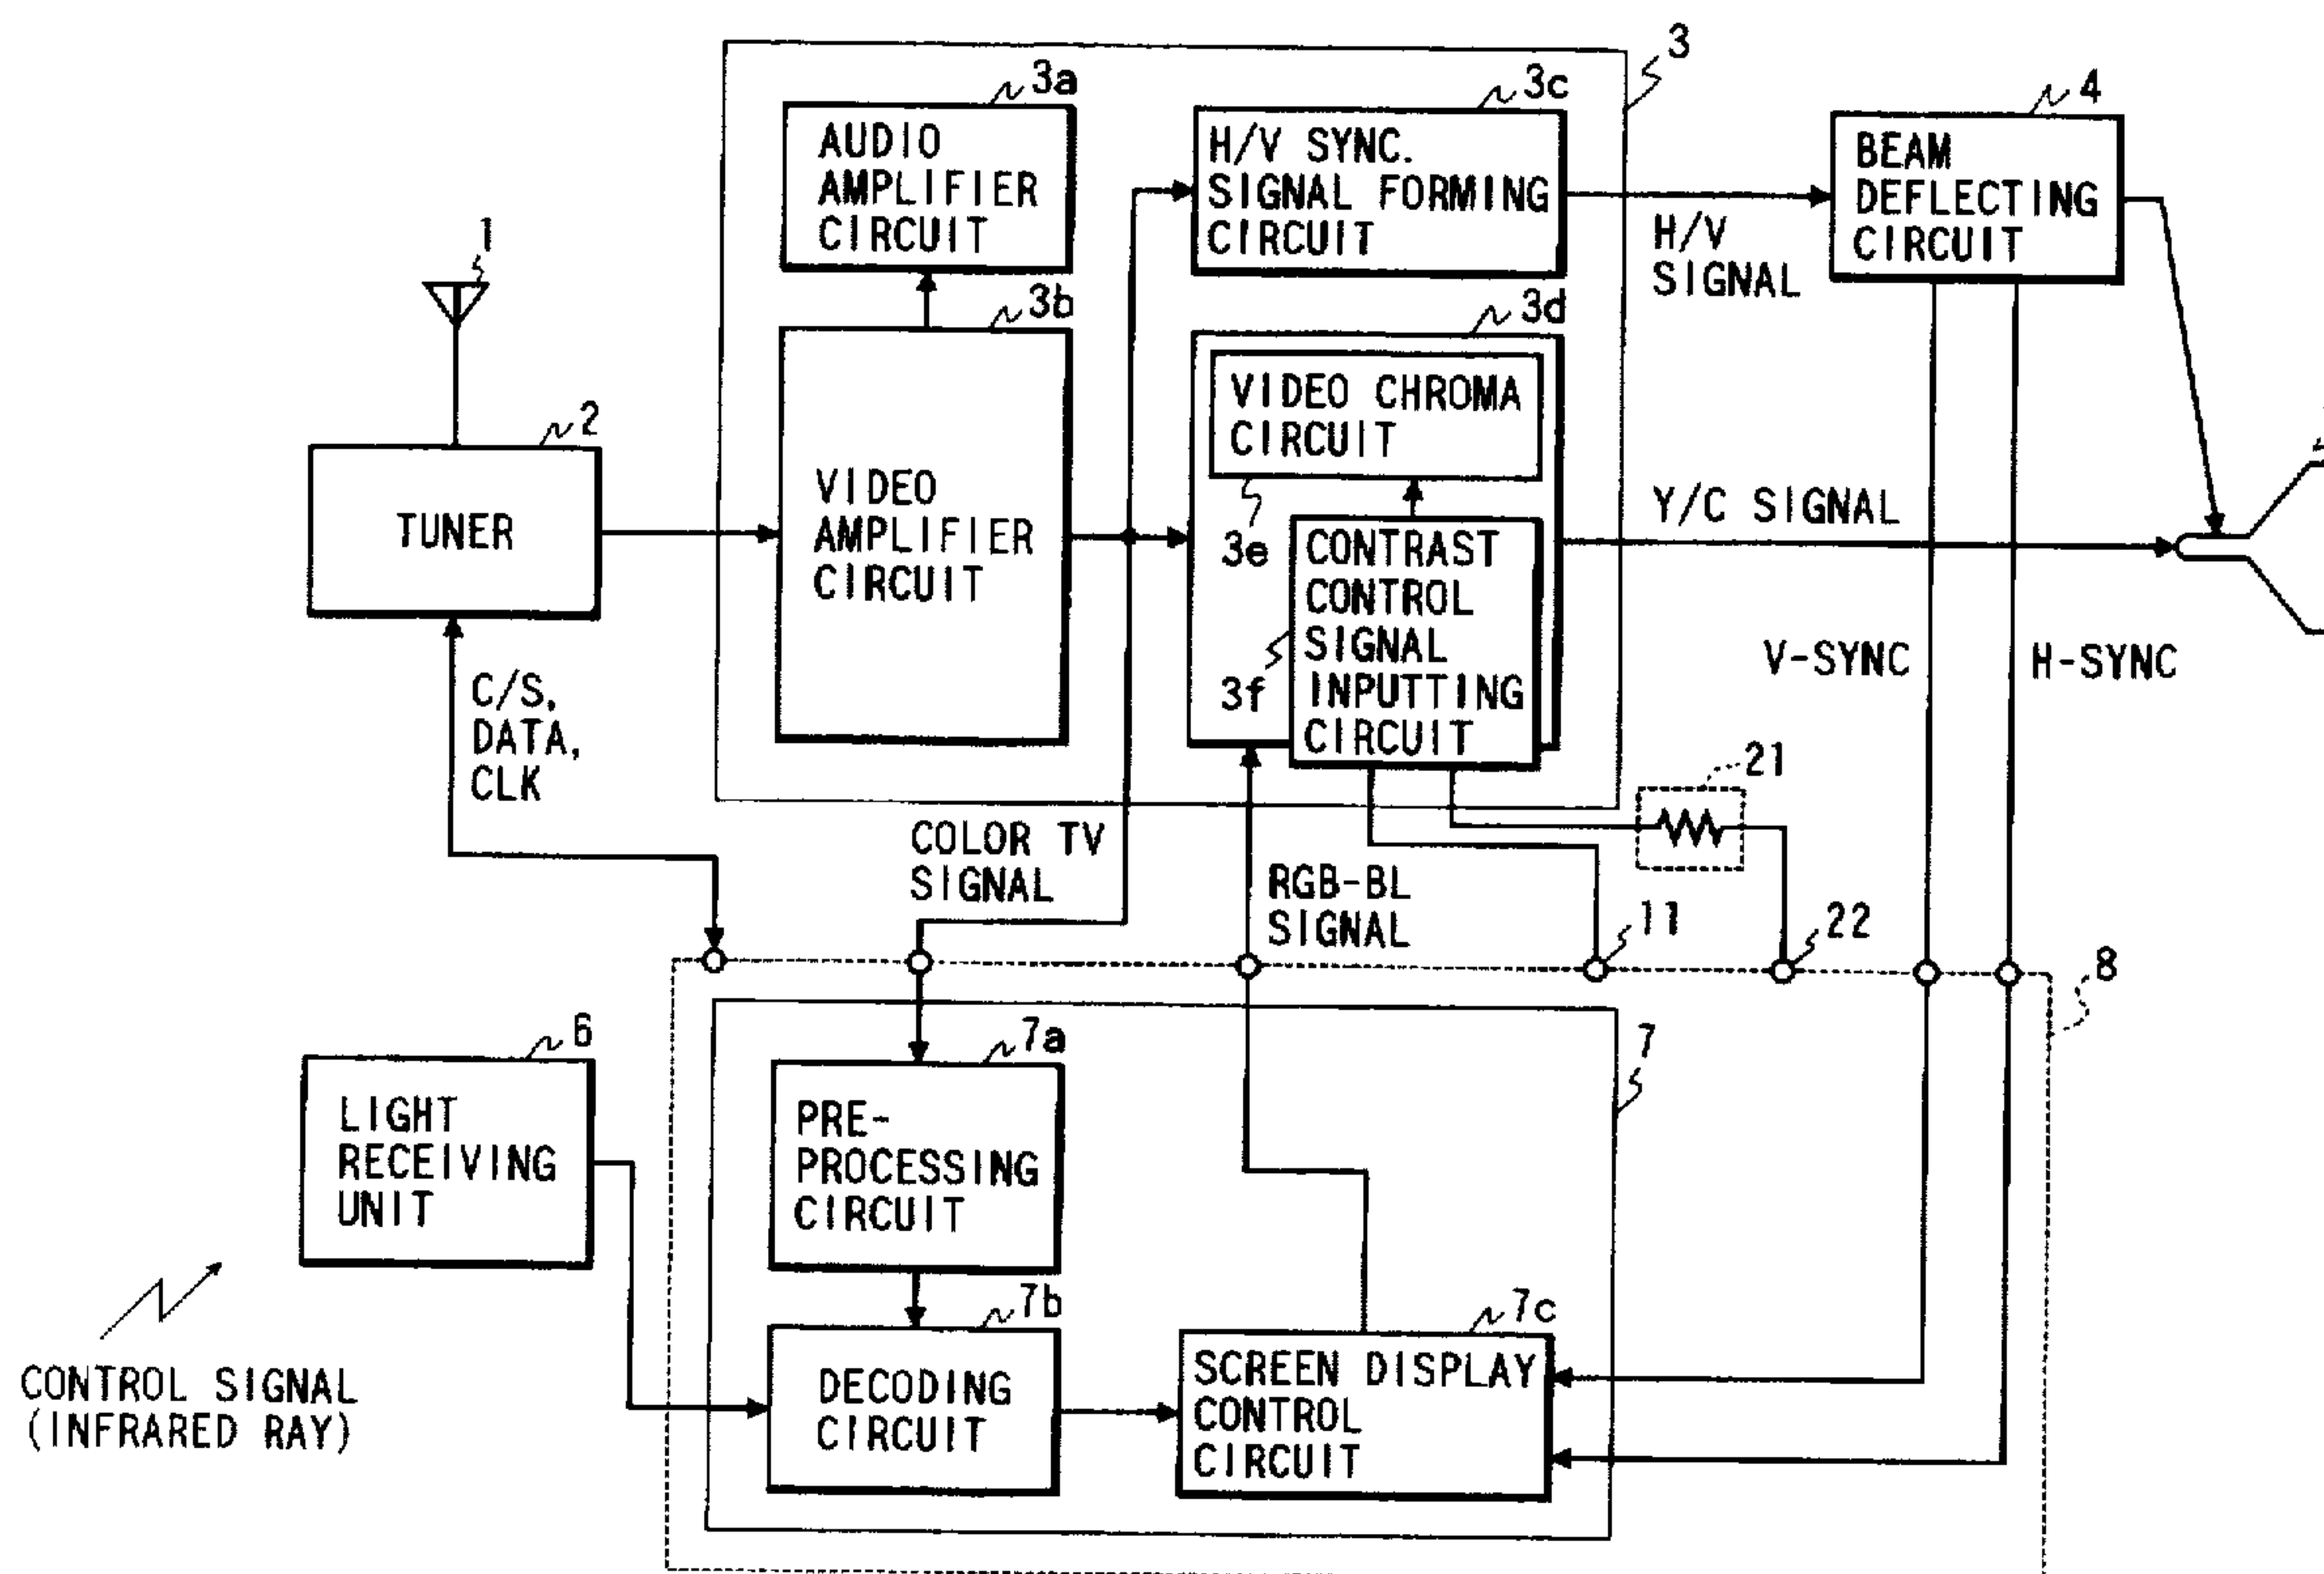 3
3a
3c
4
AUDIO
AMPLIFIER
CIRCUIT
H/V SYNC.
SIGNAL FORMING
CIRCUIT
BEAM
DEFLECTING
CIRCUIT
H/V
SIGNAL
1
3b
3d
VIDEO CHROMA
CIRCUIT
2
TUNER
VIDEO
AMPLIFIER
CIRCUIT
3e
CONTRAST
CONTROL
SIGNAL
INPUTTING
CIRCUIT
3f
Y/C SIGNAL
V-SYNC
H-SYNC
C/S,
DATA,
CLK
21
COLOR TV
SIGNAL
RGB-BL
SIGNAL
11
22
8
6
7a
7
LIGHT
RECEIVING
UNIT
PRE-
PROCESSING
CIRCUIT
7b
7c
DECODING
CIRCUIT
SCREEN DISPLAY
CONTROL
CIRCUIT
CONTROL SIGNAL
(INFRARED RAY)